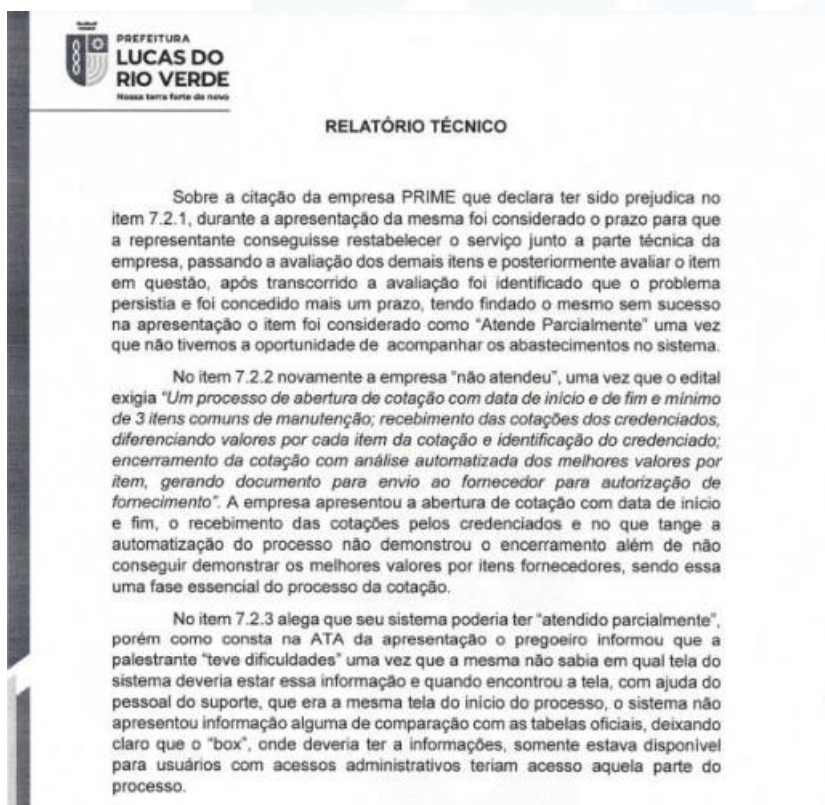 PREFEITURA
LUCAS DO
RIO VERDE
Nossa terra forte de novo
RELATÓRIO TÉCNICO
Sobre a citação da empresa PRIME que declara ter sido prejudica no
item 7.2.1, durante a apresentação da mesma foi considerado o prazo para que
a representante conseguisse restabelecer o serviço junto a parte técnica da
empresa, passando a avaliação dos demais itens e posteriormente avaliar o item
em questão, após transcorrido a avaliação foi identificado que o problema
persistia e foi concedido mais um prazo, tendo findado o mesmo sem sucesso
na apresentação o item foi considerado como “Atende Parcialmente” uma vez
que não tivemos a oportunidade de acompanhar os abastecimentos no sistema.
No item 7.2.2 novamente a empresa “não atendeu”, uma vez que o edital
exigia “Um processo de abertura de cotação com data de início e de fim e mínimo
de 3 itens comuns de manutenção; recebimento das cotações dos credenciados,
diferenciando valores por cada item da cotação e identificação do credenciado;
encerramento da cotação com análise automatizada dos melhores valores por
item, gerando documento para envio ao fornecedor para autorização de
fornecimento”. A empresa apresentou a abertura de cotação com data de início
e fim, o recebimento das cotações pelos credenciados e no que tange a
automatização do processo não demonstrou o encerramento além de não
conseguir demonstrar os melhores valores por itens fornecedores, sendo essa
uma fase essencial do processo da cotação.
No item 7.2.3 alega que seu sistema poderia ter “atendido parcialmente”,
porém como consta na ATA da apresentação o pregoeiro informou que a
palestrante “teve dificuldades” uma vez que a mesma não sabia em qual tela do
sistema deveria estar essa informação e quando encontrou a tela, com ajuda do
pessoal do suporte, que era a mesma tela do inicio do processo, o sistema não
apresentou informação alguma de comparação com as tabelas oficiais, deixando
claro que o “box”, onde deveria ter a informações, somente estava disponível
para usuários com acessos administrativos teriam acesso aquela parte do
processo.